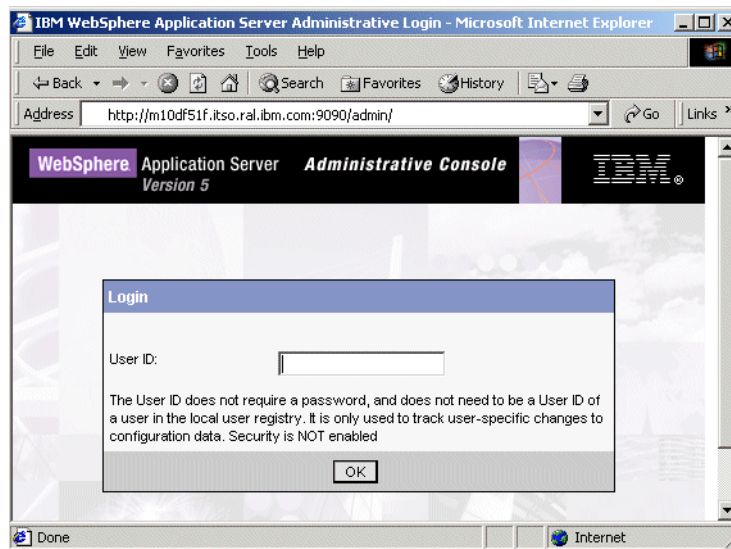 IBM WebSphere Application Server Administrative Login - Microsoft Internet Explorer
File Edit View Favorites Tools Help
Back Search Favorites History
Address http://m10df51f.itso.ral.ibm.com:9090/admin/ Go Links »
WebSphere. Application Server Administrative Console IBM®
Version 5
Login
User ID:
The User ID does not require a password, and does not need to be a User ID of
a user in the local user registry. It is only used to track user-specific changes to
configuration data. Security is NOT enabled
OK
Done Internet